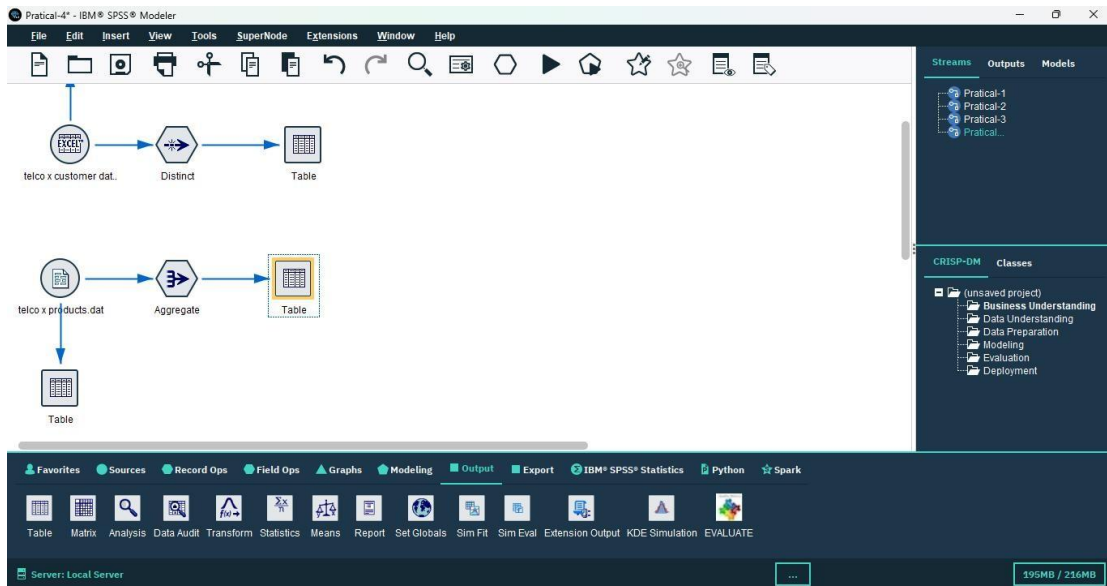 Pratical-4* - IBM® SPSS® Modeler
File Edit Insert View Tools SuperNode Extensions Window Help
Streams Outputs Models
Pratical-1
Pratical-2
Pratical-3
Pratical...
EXCEL
telco x customer dat..
Distinct
Table
telco x products.dat
Aggregate
Table
Table
CRISP-DM Classes
(unsaved project)
Business Understanding
Data Understanding
Data Preparation
Modeling
Evaluation
Deployment
Favorites Sources Record Ops Field Ops Graphs Modeling Output Export IBM® SPSS® Statistics Python Spark
Table Matrix Analysis Data Audit Transform Statistics Means Report Set Globals Sim Fit Sim Eval Extension Output KDE Simulation EVALUATE
Server: Local Server
...
195MB / 216MB